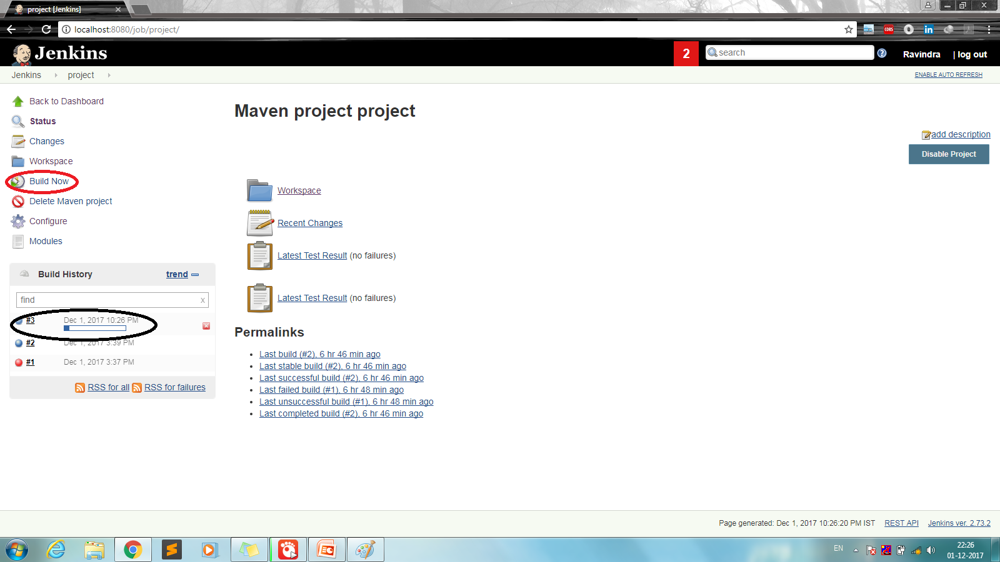 project [Jenkins]
localhost:8080/job/project/
CORS
in
Jenkins
2
search
?
Ravindra
| log out
Jenkins
project
ENABLE AUTO REFRESH
Back to Dashboard
Status
Changes
Workspace
Build Now
Delete Maven project
Configure
Modules
Maven project project
add description
Disable Project
Workspace
Recent Changes
Latest Test Result (no failures)
Latest Test Result (no failures)
Build History
trend
find
x
#3 Dec 1, 2017 10:26 PM
#2 Dec 1, 2017 3:39 PM
#1 Dec 1, 2017 3:37 PM
RSS for all RSS for failures
Permalinks
Last build (#2), 6 hr 46 min ago
Last stable build (#2), 6 hr 46 min ago
Last successful build (#2), 6 hr 46 min ago
Last failed build (#1), 6 hr 48 min ago
Last unsuccessful build (#1), 6 hr 48 min ago
Last completed build (#2), 6 hr 46 min ago
Page generated: Dec 1, 2017 10:26:20 PM IST REST API Jenkins ver. 2.73.2
EN
22:26
01-12-2017